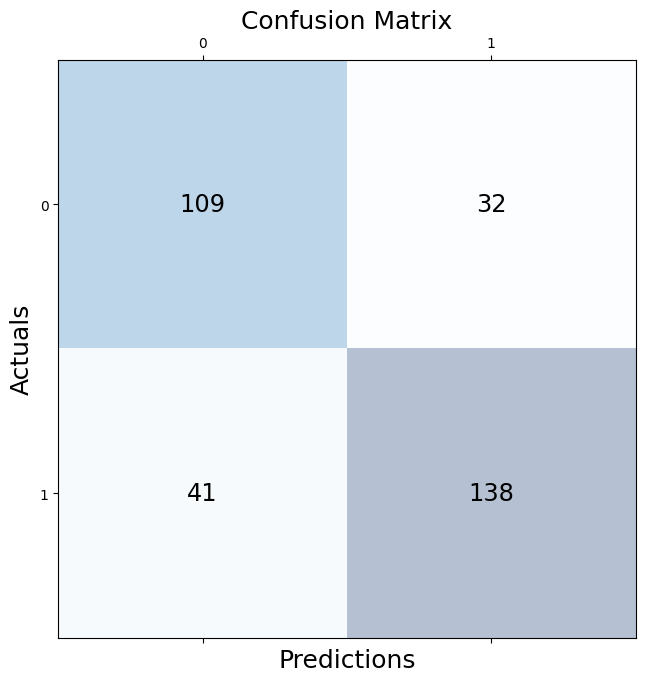 Confusion Matrix
0 1
0 109 32
Actuals
1 41 138
Predictions